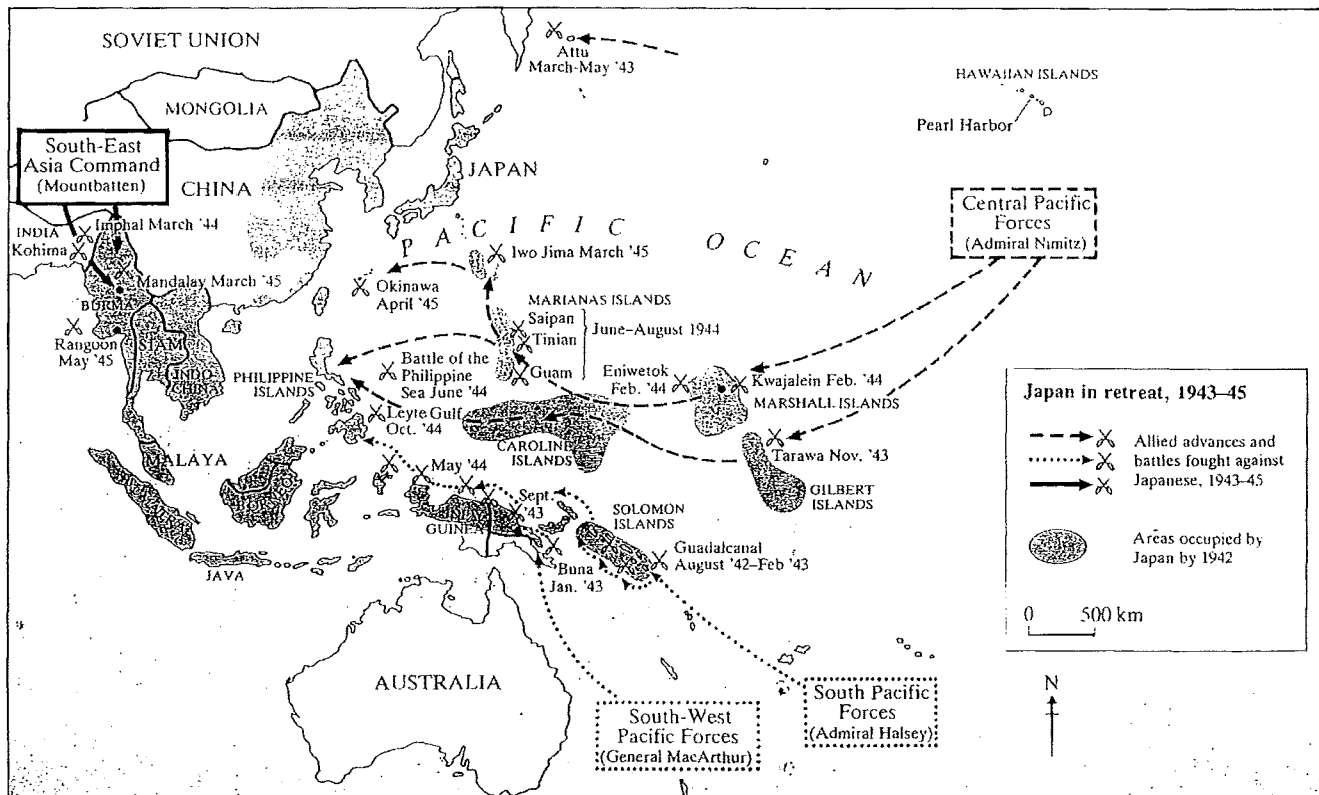 SOVIET UNION
MONGOLIA
Attu
March-May '43
HAWAIIAN ISLANDS
Pearl Harbor
South-East
Asia Command
(Mountbatten)
CHINA
JAPAN
PACIFIC OCEAN
Central Pacific
Forces
(Admiral Nimitz)
INDIA
Imphal March '44
Kohima
Mandalay March '45
BURMA
Rangoon
May '45
SIAM
INDO
CHINA
Iwo Jima March '45
Okinawa
April '45
MARIANAS ISLANDS
Saipan
Tinian
Guam
June–August 1944
PHILIPPINE
ISLANDS
Battle of the
Philippine
Sea June '44
Eniwetok
Feb. '44
Kwajalein Feb. '44
MARSHALL ISLANDS
Leyte Gulf
Oct. '44
CAROLINE
ISLANDS
Tarawa Nov. '43
GILBERT
ISLANDS
MALAYA
May '44
Sept.
'43
GUINEA
SOLOMON
ISLANDS
Guadalcanal
August '42–Feb '43
Buna
Jan. '43
JAVA
AUSTRALIA
South-West
Pacific Forces
(General MacArthur)
South Pacific
Forces
(Admiral Halsey)
Japan in retreat, 1943–45
Allied advances and
battles fought against
Japanese, 1943–45
Areas occupied by
Japan by 1942
0 500 km
N